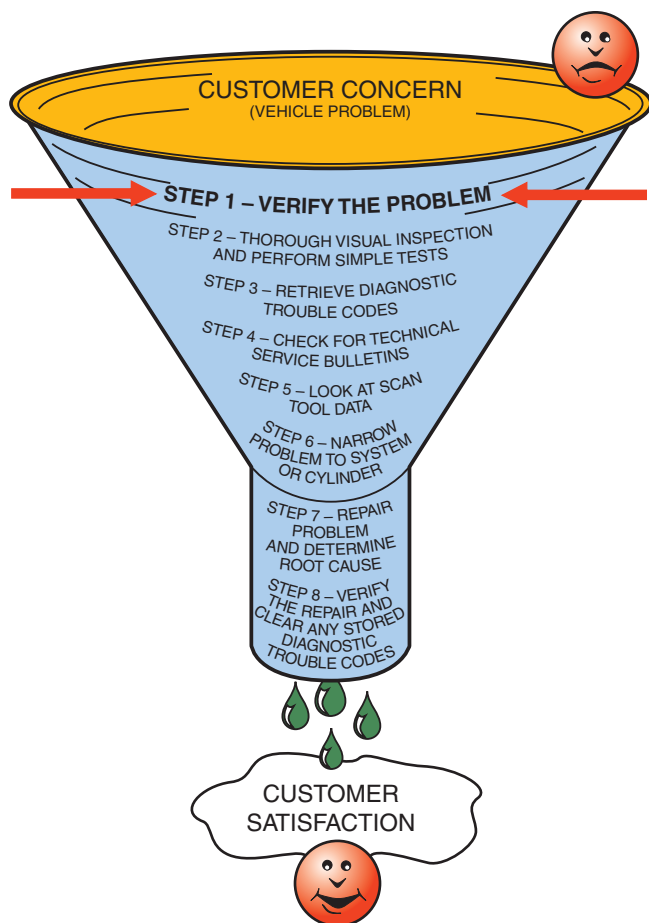 CUSTOMER CONCERN
(VEHICLE PROBLEM)
STEP 1 – VERIFY THE PROBLEM
STEP 2 – THOROUGH VISUAL INSPECTION
AND PERFORM SIMPLE TESTS
STEP 3 – RETRIEVE DIAGNOSTIC
TROUBLE CODES
STEP 4 – CHECK FOR TECHNICAL
SERVICE BULLETINS
STEP 5 – LOOK AT SCAN
TOOL DATA
STEP 6 – NARROW
PROBLEM TO SYSTEM
OR CYLINDER
STEP 7 – REPAIR
PROBLEM
AND DETERMINE
ROOT CAUSE
STEP 8 – VERIFY
THE REPAIR AND
CLEAR ANY STORED
DIAGNOSTIC
TROUBLE CODES
CUSTOMER
SATISFACTION